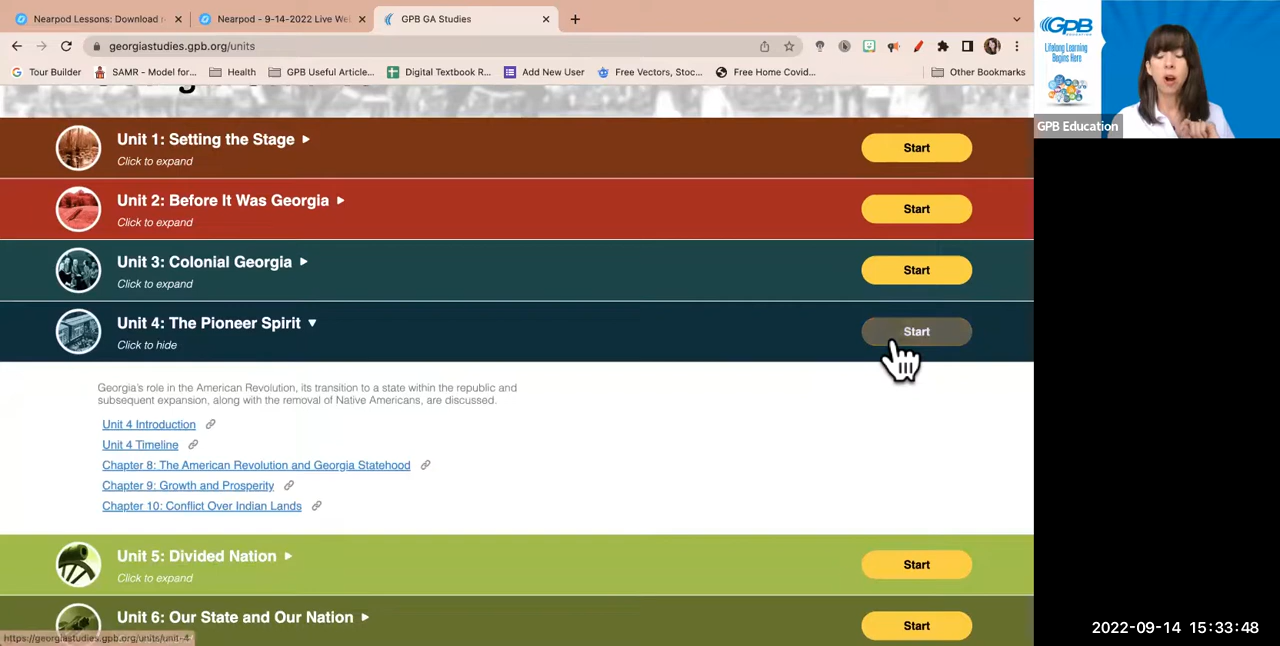 Nearpod Lessons: Download r
Nearpod - 9-14-2022 Live We
GPB GA Studies
georgiastudies.gpb.org/units
Tour Builder
SAMR - Model for...
Health
GPB Useful Article...
Digital Textbook R...
Add New User
Free Vectors, Stoc...
Free Home Covid...
Other Bookmarks
GPB
EDUCATION
Lifelong Learning
Begins Here
GPB Education
Unit 1: Setting the Stage
Click to expand
Start
Unit 2: Before It Was Georgia
Click to expand
Start
Unit 3: Colonial Georgia
Click to expand
Start
Unit 4: The Pioneer Spirit
Click to hide
Start
Georgia's role in the American Revolution, its transition to a state within the republic and
subsequent expansion, along with the removal of Native Americans, are discussed.
Unit 4 Introduction
Unit 4 Timeline
Chapter 8: The American Revolution and Georgia Statehood
Chapter 9: Growth and Prosperity
Chapter 10: Conflict Over Indian Lands
Unit 5: Divided Nation
Click to expand
Start
Unit 6: Our State and Our Nation
Start
https://georgiastudies.gpb.org/units/unit-4
2022-09-14 15:33:48